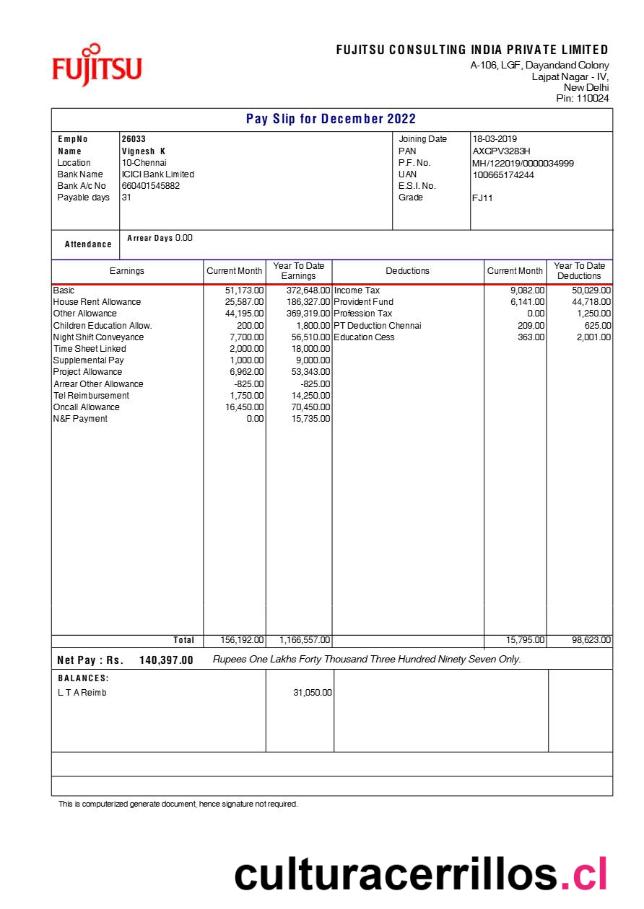 FUJITSU
FUJITSU CONSULTING INDIA PRIVATE LIMITED
A-106, LGF, Dayandand Colony
Lajpat Nagar - IV,
New Delhi
Pin: 110024
Pay Slip for December 2022
EmpNo 26033 Joining Date 18-03-2019
Name Vignesh K PAN AXCPV3283H
Location 10-Chennai P.F. No. MH/122019/0000034999
Bank Name ICICI Bank Limited UAN 100665174244
Bank A/c No 660401545882 E.S.I. No.
Payable days 31 Grade FJ11
Attendance Arrear Days 0.00
Earnings Current Month Year To Date Earnings Deductions Current Month Year To Date Deductions
Basic 51,173.00 372,648.00 Income Tax 9,082.00 50,029.00
House Rent Allowance 25,587.00 186,327.00 Provident Fund 6,141.00 44,718.00
Other Allowance 44,195.00 369,319.00 Profession Tax 0.00 1,250.00
Children Education Allow. 200.00 1,800.00 PT Deduction Chennai 209.00 625.00
Night Shift Conveyance 7,700.00 56,510.00 Education Cess 363.00 2,001.00
Time Sheet Linked 2,000.00 18,000.00
Supplemental Pay 1,000.00 9,000.00
Project Allowance 6,962.00 53,343.00
Arrear Other Allowance -825.00 -825.00
Tel Reimbursement 1,750.00 14,250.00
Oncall Allowance 16,450.00 70,450.00
N&F Payment 0.00 15,735.00
Total 156,192.00 1,166,557.00 15,795.00 98,623.00
Net Pay : Rs. 140,397.00 Rupees One Lakhs Forty Thousand Three Hundred Ninety Seven Only.
BALANCES:
L T A Reimb 31,050.00
This is computerized generate document, hence signature not required.
culturacerrillos.cl